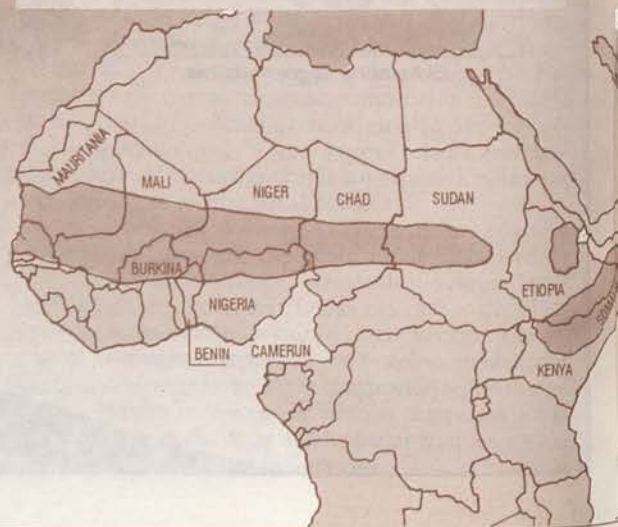 MAURITANIA
MALI
NIGER
CHAD
SUDAN
BURKINA
NIGERIA
ETIOPIA
BENIN
CAMERUN
KENYA